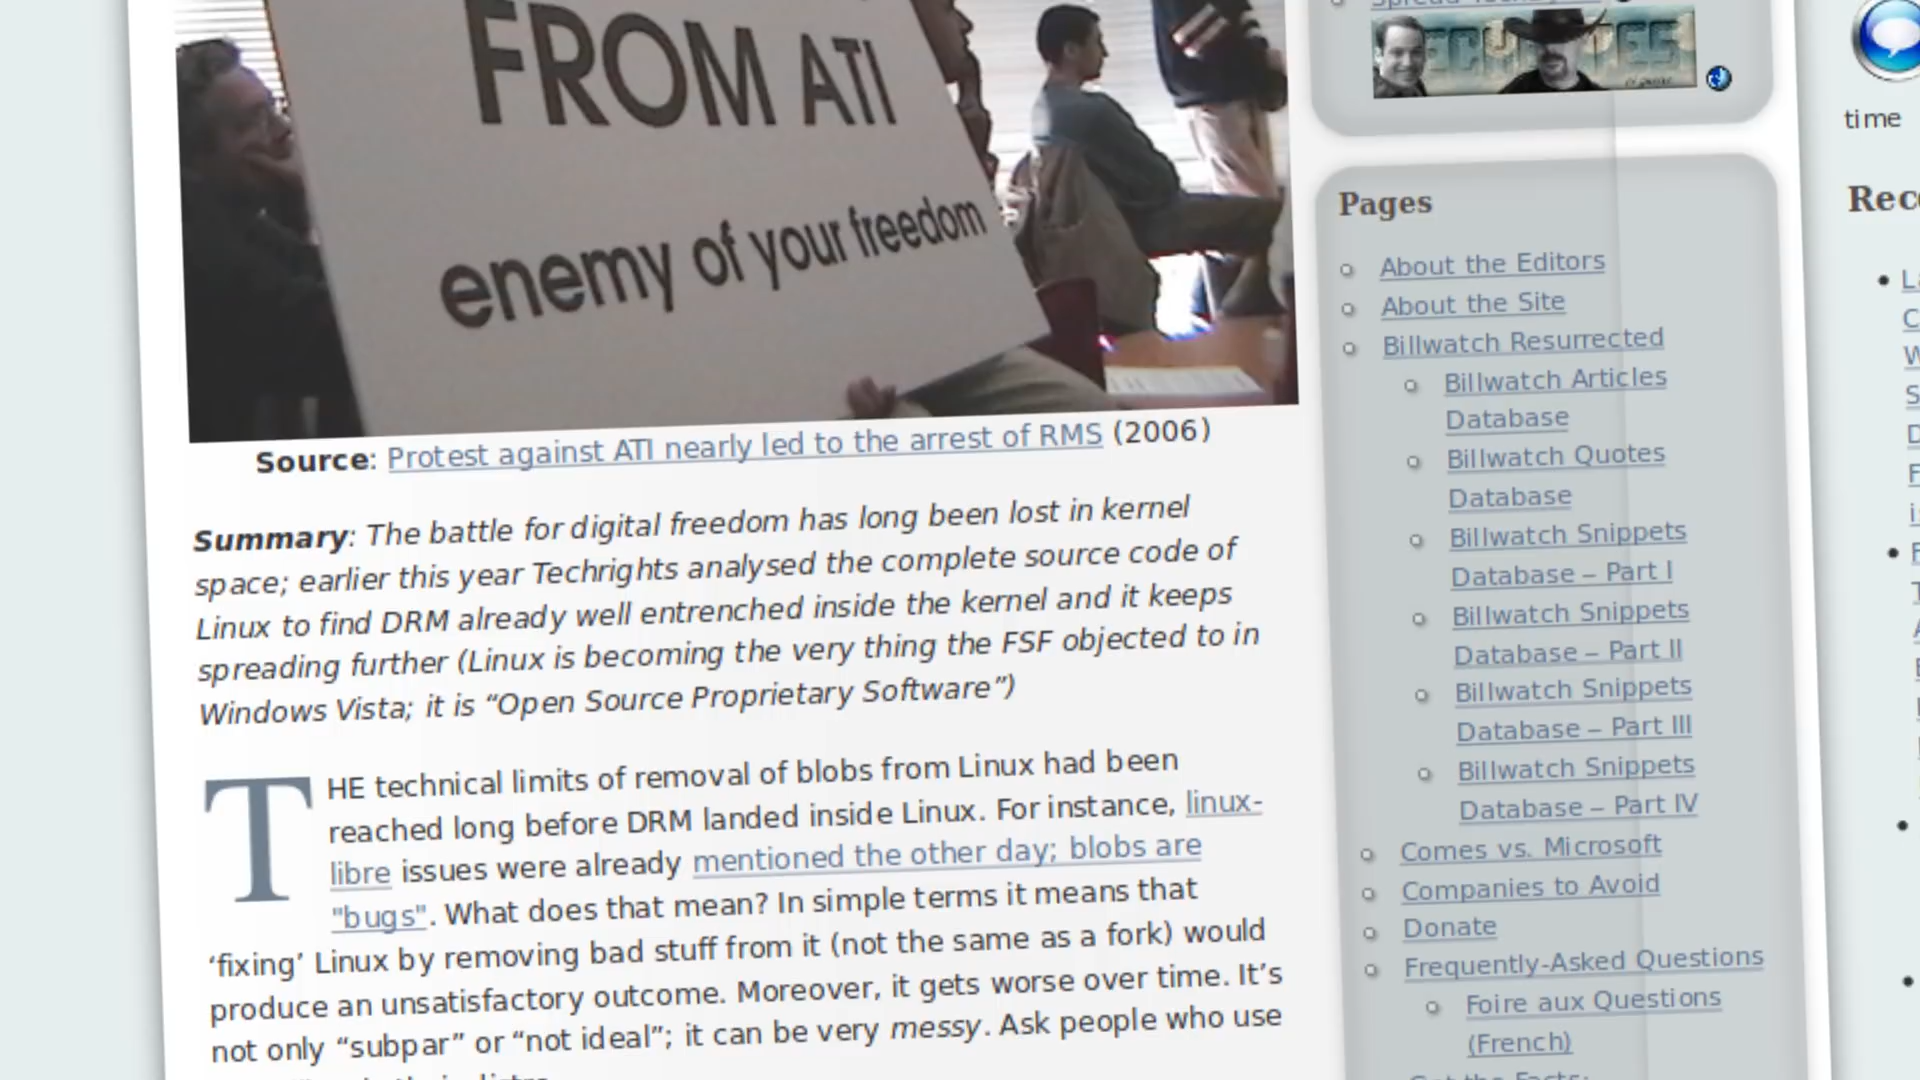 FROM ATI
enemy of your freedom
Source: Protest against ATI nearly led to the arrest of RMS (2006)
Summary: The battle for digital freedom has long been lost in kernel
space; earlier this year Techrights analysed the complete source code of
Linux to find DRM already well entrenched inside the kernel and it keeps
spreading further (Linux is becoming the very thing the FSF objected to in
Windows Vista; it is “Open Source Proprietary Software”)
THE technical limits of removal of blobs from Linux had been
reached long before DRM landed inside Linux. For instance, linux-
libre issues were already mentioned the other day; blobs are
"bugs". What does that mean? In simple terms it means that
‘fixing’ Linux by removing bad stuff from it (not the same as a fork) would
produce an unsatisfactory outcome. Moreover, it gets worse over time. It’s
not only “subpar” or “not ideal”; it can be very messy. Ask people who use
Pages
About the Editors
About the Site
Billwatch Resurrected
Billwatch Articles
Database
Billwatch Quotes
Database
Billwatch Snippets
Database – Part I
Billwatch Snippets
Database – Part II
Billwatch Snippets
Database – Part III
Billwatch Snippets
Database – Part IV
Comes vs. Microsoft
Companies to Avoid
Donate
Frequently-Asked Questions
Foire aux Questions
(French)
time